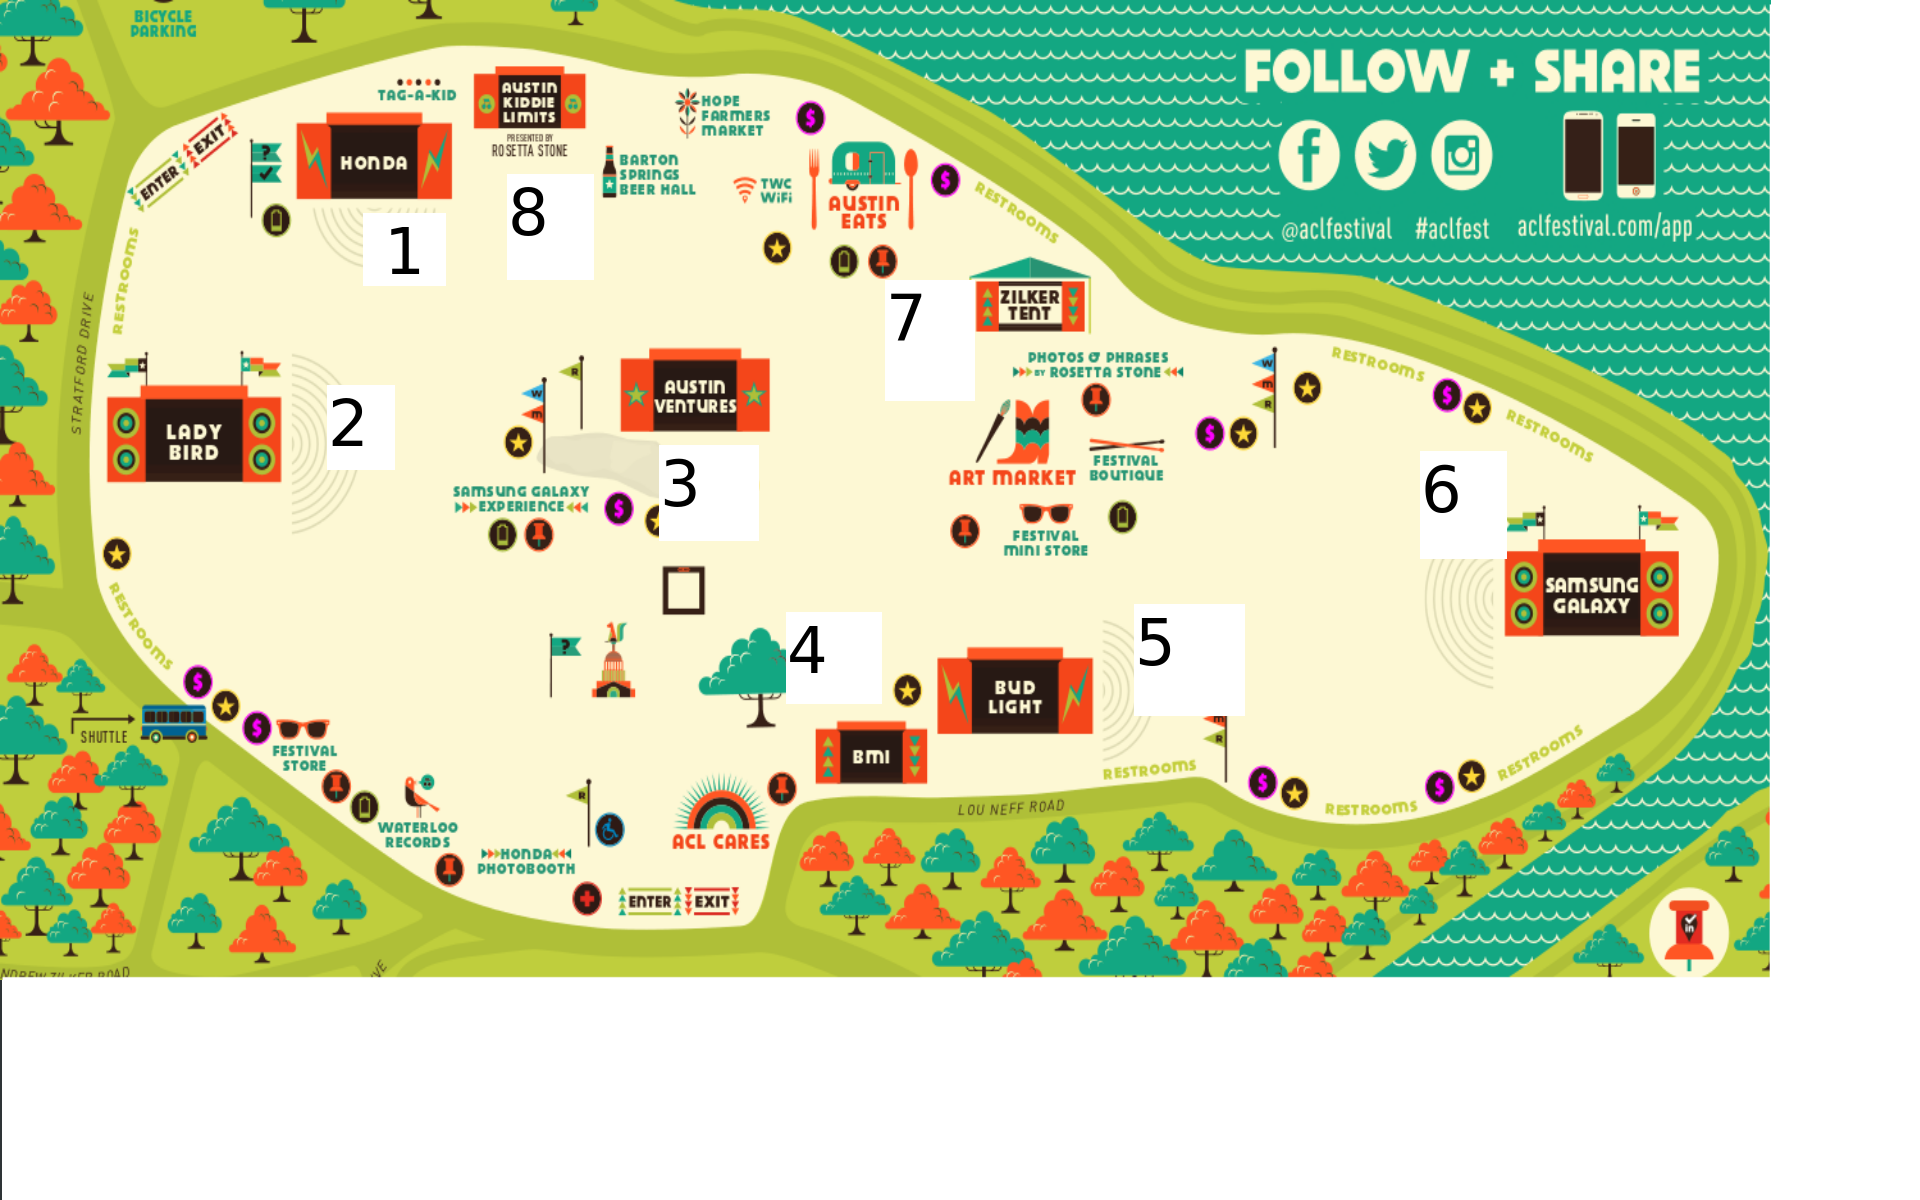 BICYCLE
PARKING
FOLLOW + SHARE
@aclfestival #aclfest aclfestival.com/app
TAG-A-KID
AUSTIN
KIDDIE
LIMITS
PRESENTED BY
ROSETTA STONE
HOPE
FARMERS
MARKET
$
ENTER EXIT
?
HONDA
BARTON
SPRINGS
BEER HALL
TWC
WiFi
AUSTIN
EATS
$
RESTROOMS
1
8
RESTROOMS
STRATFORD DRIVE
7
ZILKER
TENT
PHOTOS & PHRASES
BY ROSETTA STONE
W
m
R
RESTROOMS
$
RESTROOMS
LADY
BIRD
2
R
W
m
AUSTIN
VENTURES
3
SAMSUNG GALAXY
EXPERIENCE
$
ART MARKET
FESTIVAL
BOUTIQUE
$
FESTIVAL
MINI STORE
6
SAMSUNG
GALAXY
RESTROOMS
?
4
BUD
LIGHT
5
m
R
BMI
$
SHUTTLE
$
FESTIVAL
STORE
WATERLOO
RECORDS
R
HONDA
PHOTOBOOTH
ACL CARES
ENTER EXIT
RESTROOMS
LOU NEFF ROAD
$
RESTROOMS
$
RESTROOMS
in